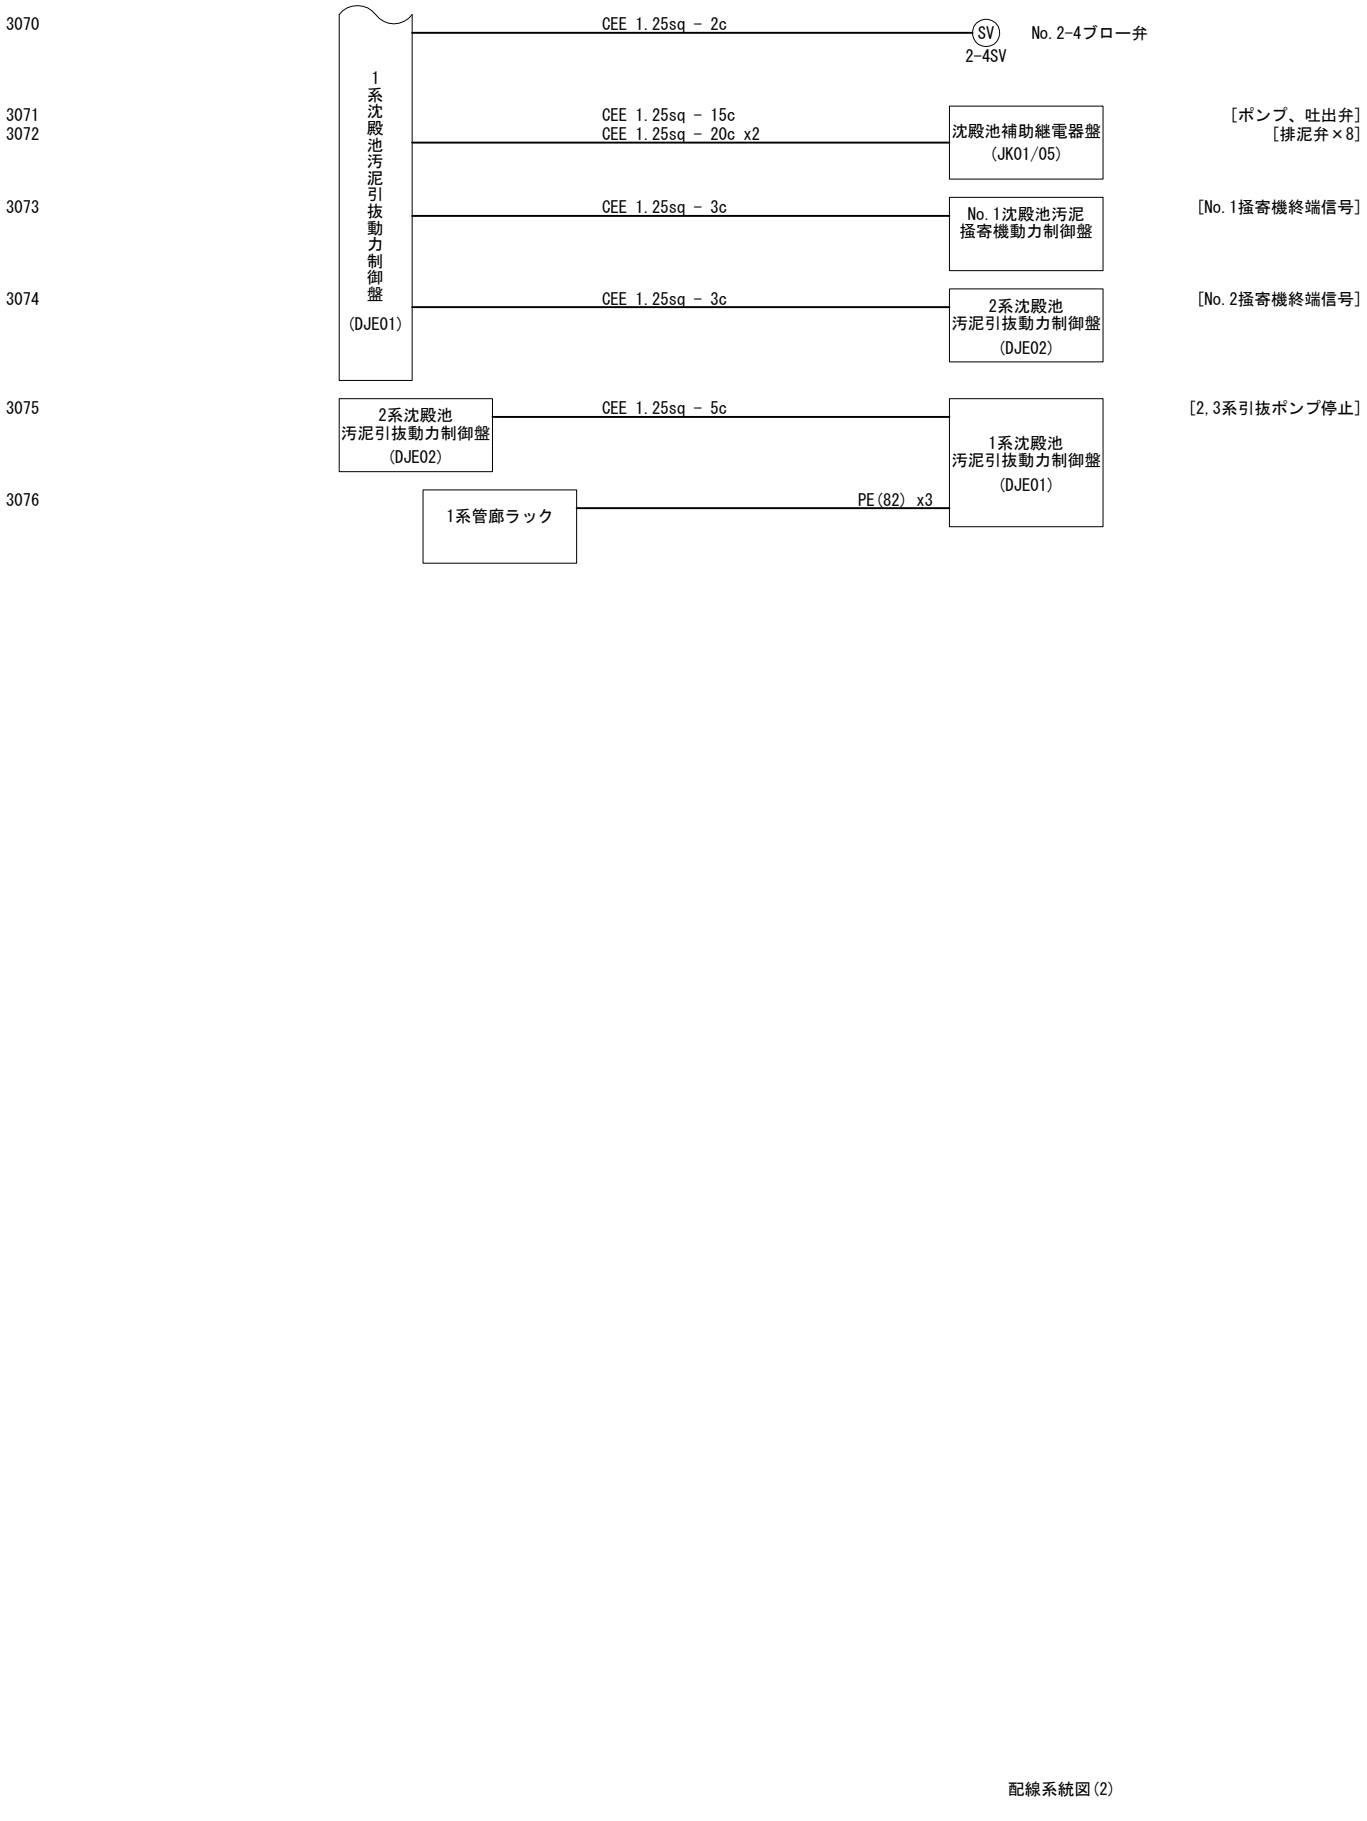 3070
CEE 1.25sq - 2c
SV
No.2-4ブロー弁
2-4SV
1系沈殿池汚泥引抜動力制御盤
(DJE01)
3071
CEE 1.25sq - 15c
[ポンプ、吐出弁]
3072
CEE 1.25sq - 20c x2
[排泥弁×8]
沈殿池補助継電器盤
(JK01/05)
3073
CEE 1.25sq - 3c
[No.1掻寄機終端信号]
No.1沈殿池汚泥
掻寄機動力制御盤
3074
CEE 1.25sq - 3c
[No.2掻寄機終端信号]
2系沈殿池
汚泥引抜動力制御盤
(DJE02)
3075
CEE 1.25sq - 5c
[2,3系引抜ポンプ停止]
2系沈殿池
汚泥引抜動力制御盤
(DJE02)
1系沈殿池
汚泥引抜動力制御盤
(DJE01)
3076
PE(82) x3
1系管廊ラック
配線系統図(2)